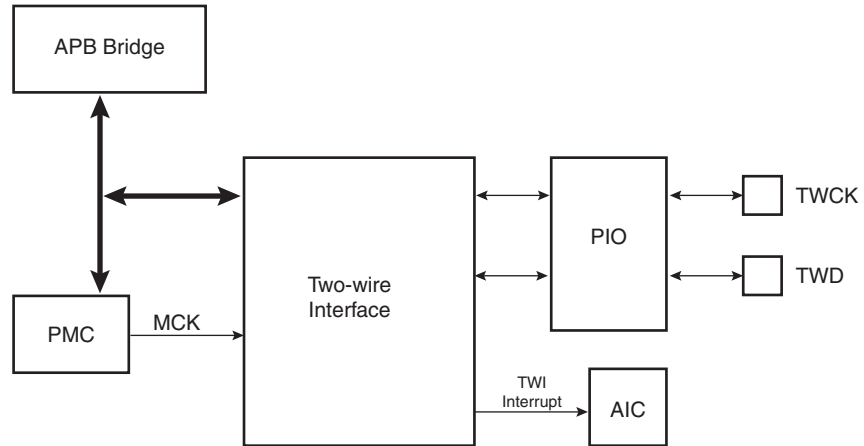 APB Bridge
TWCK
PIO
Two-wire
Interface
TWD
MCK
PMC
TWI
Interrupt
AIC